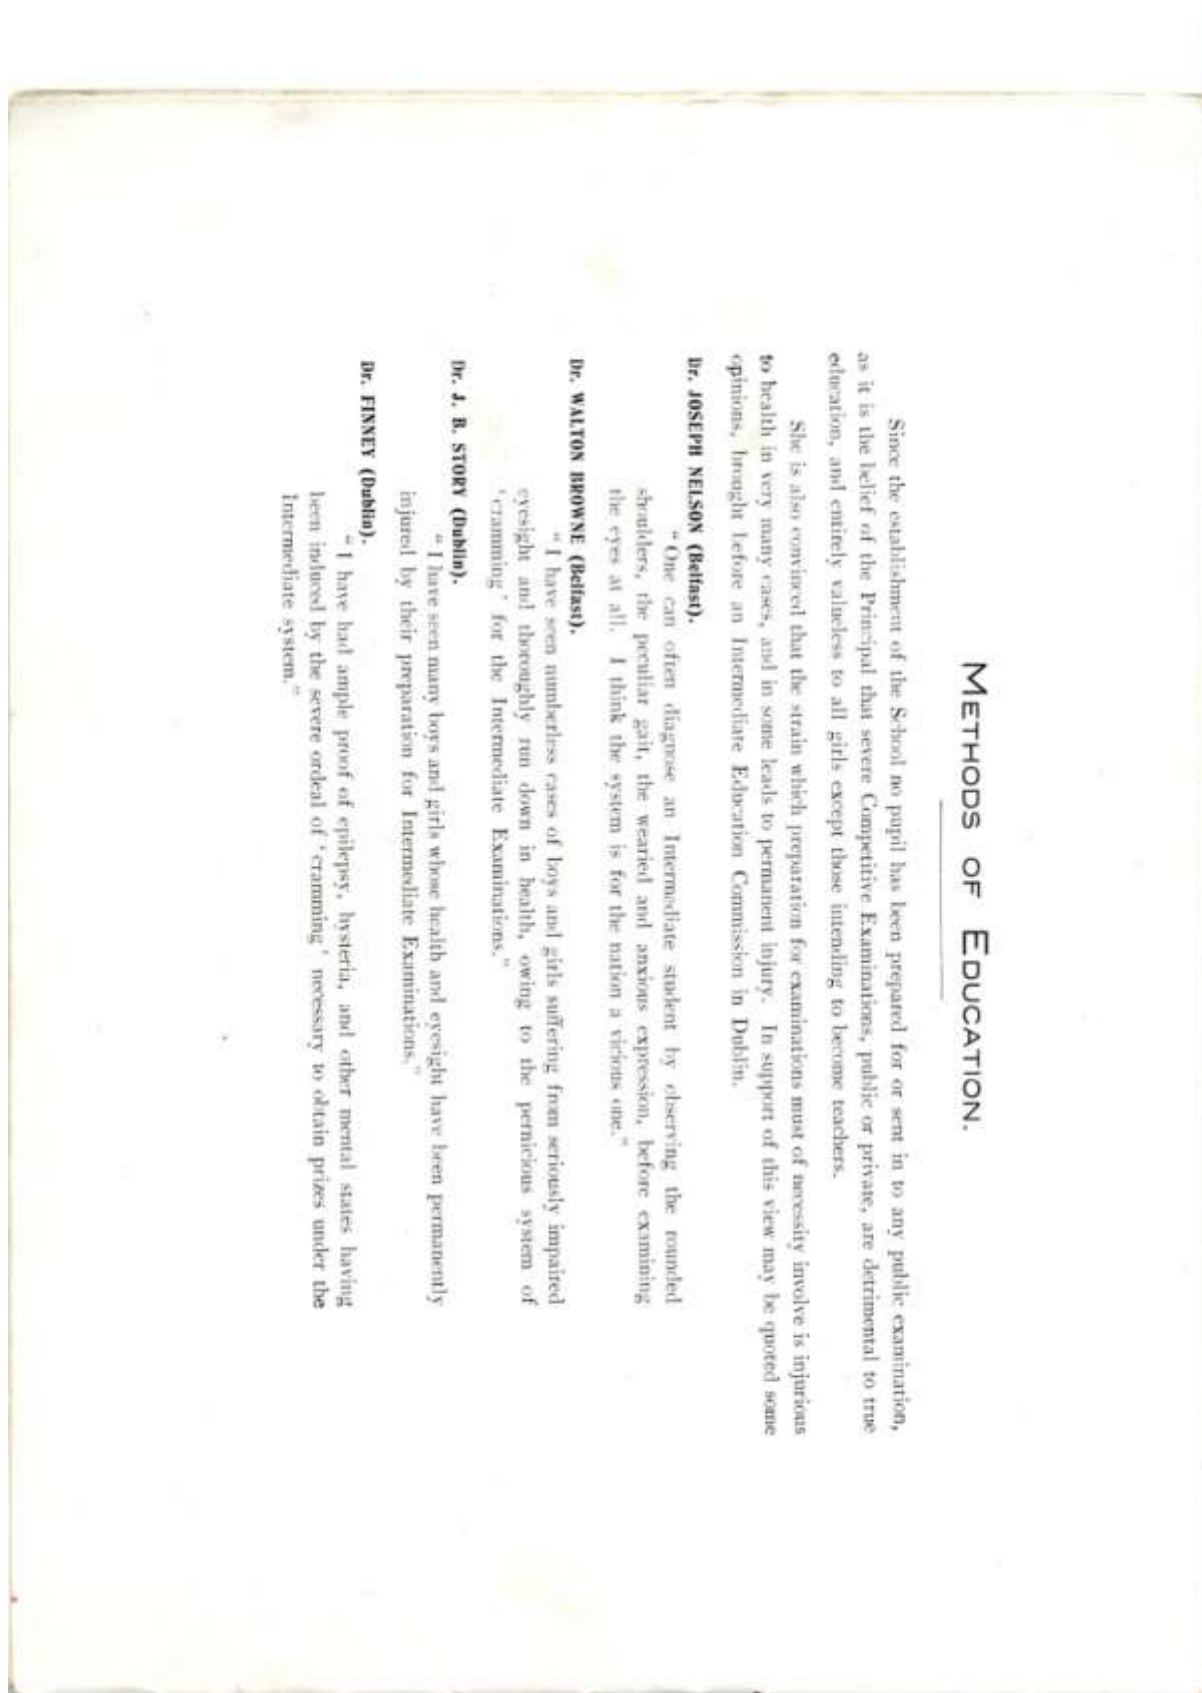 METHODS OF EDUCATION.
Since the establishment of the School no pupil has been prepared for or sent in to any public examination,
as it is the belief of the Principal that severe Competitive Examinations, public or private, are detrimental to true
education, and entirely valueless to all girls except those intending to become teachers.
She is also convinced that the strain which preparation for examinations must of necessity involve is injurious
to health in very many cases, and in some leads to permanent injury. In support of this view may be quoted some
opinions, brought before an Intermediate Education Commission in Dublin.
Dr. JOSEPH NELSON (Belfast).
"One can often diagnose an Intermediate student by observing the rounded
shoulders, the peculiar gait, the wearied and anxious expression, before examining
the eyes at all. I think the system is for the nation a vicious one."
Dr. WALTON BROWNE (Belfast).
"I have seen numberless cases of boys and girls suffering from seriously impaired
eyesight and thoroughly run down in health, owing to the pernicious system of
'cramming' for the Intermediate Examinations."
Dr. J. B. STORY (Dublin).
"I have seen many boys and girls whose health and eyesight have been permanently
injured by their preparation for Intermediate Examinations."
Dr. FINNEY (Dublin).
"I have had ample proof of epilepsy, hysteria, and other mental states having
been induced by the severe ordeal of 'cramming' necessary to obtain prizes under the
Intermediate system."